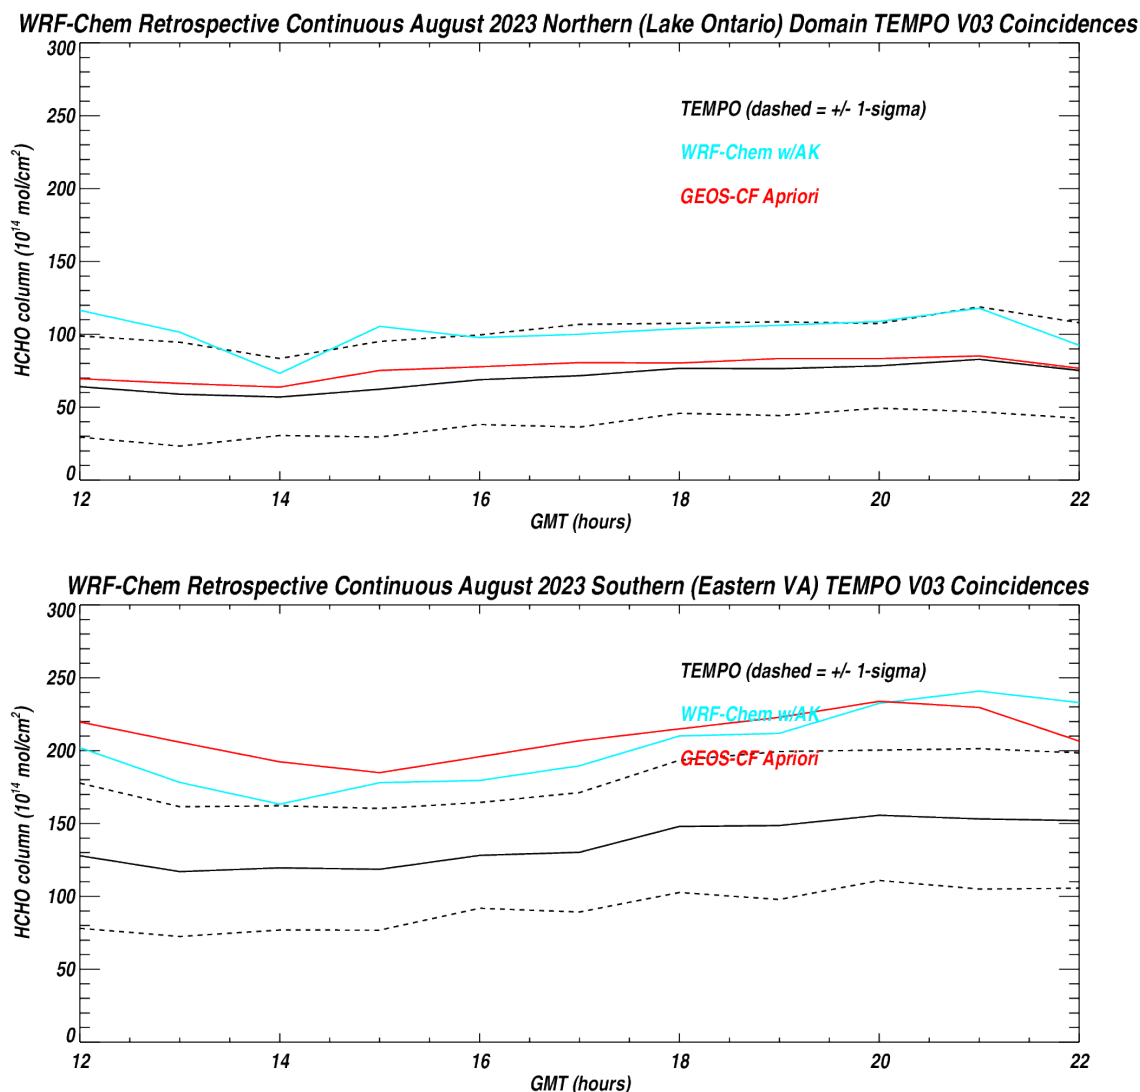 WRF-Chem Retrospective Continuous August 2023 Northern (Lake Ontario) Domain TEMPO V03 Coincidences
300
250
200
150
100
50
0
HCHO column (10¹⁴ mol/cm²)
TEMPO (dashed = +/- 1-sigma)
WRF-Chem w/AK
GEOS-CF Apriori
12 14 16 18 20 22
GMT (hours)
WRF-Chem Retrospective Continuous August 2023 Southern (Eastern VA) TEMPO V03 Coincidences
300
250
200
150
100
50
0
HCHO column (10¹⁴ mol/cm²)
TEMPO (dashed = +/- 1-sigma)
WRF-Chem w/AK
GEOS-CF Apriori
12 14 16 18 20 22
GMT (hours)